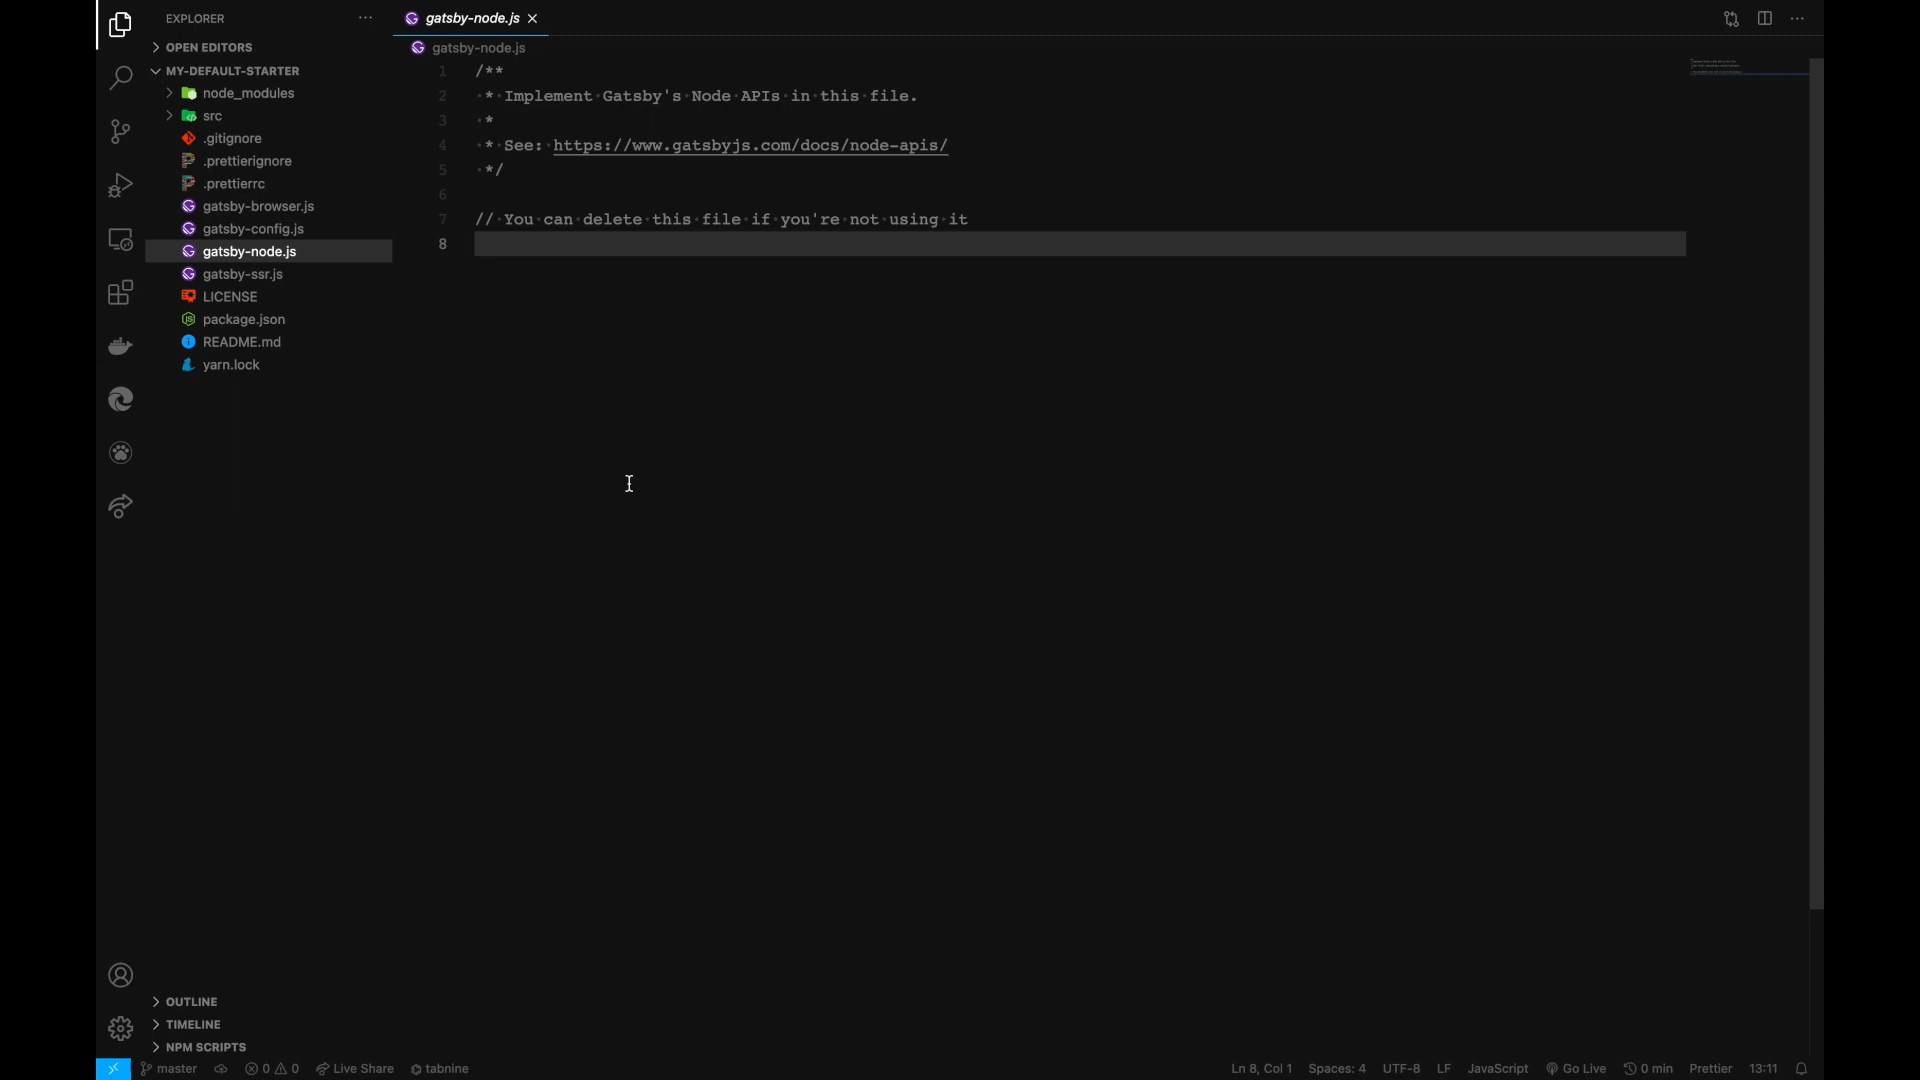 EXPLORER
OPEN EDITORS
MY-DEFAULT-STARTER
node_modules
src
.gitignore
.prettierignore
.prettierrc
gatsby-browser.js
gatsby-config.js
gatsby-node.js
gatsby-ssr.js
LICENSE
package.json
README.md
yarn.lock
OUTLINE
TIMELINE
NPM SCRIPTS
gatsby-node.js
gatsby-node.js
1 /**
2 * Implement Gatsby's Node APIs in this file.
3 *
4 * See: https://www.gatsbyjs.com/docs/node-apis/
5 */
6
7 // You can delete this file if you're not using it
8
master 0 0 Live Share tabnine Ln 8, Col 1 Spaces: 4 UTF-8 LF JavaScript Go Live 0 min Prettier 13:11